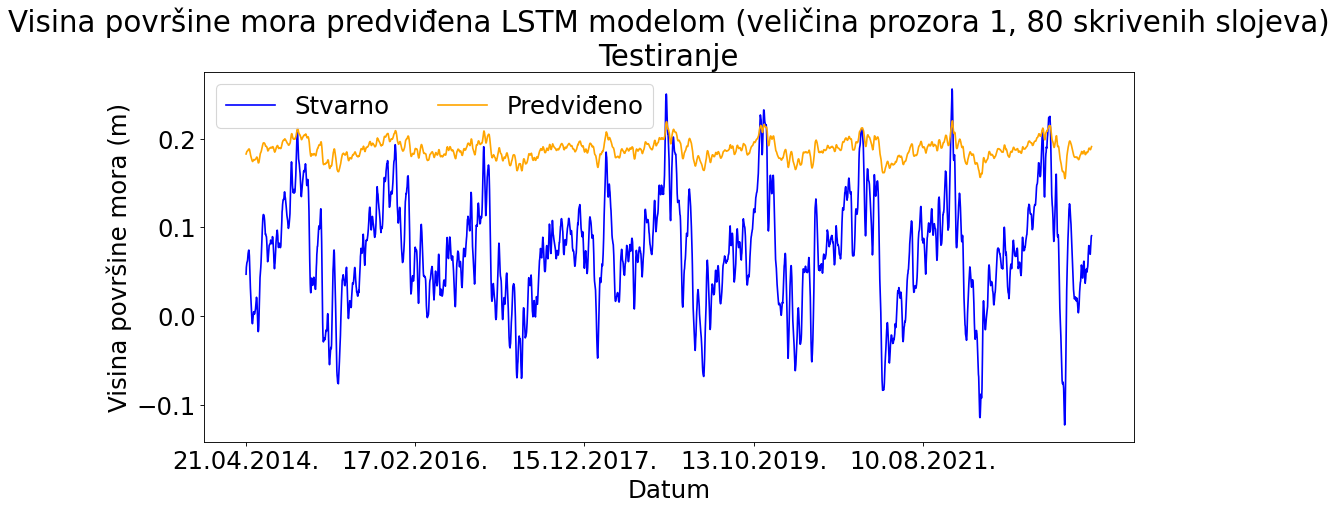 Visina površine mora predviđena LSTM modelom (veličina prozora 1, 80 skrivenih slojeva)
Testiranje
Stvarno Predviđeno
Visina površine mora (m)
0.2
0.1
0.0
−0.1
21.04.2014. 17.02.2016. 15.12.2017. 13.10.2019. 10.08.2021.
Datum